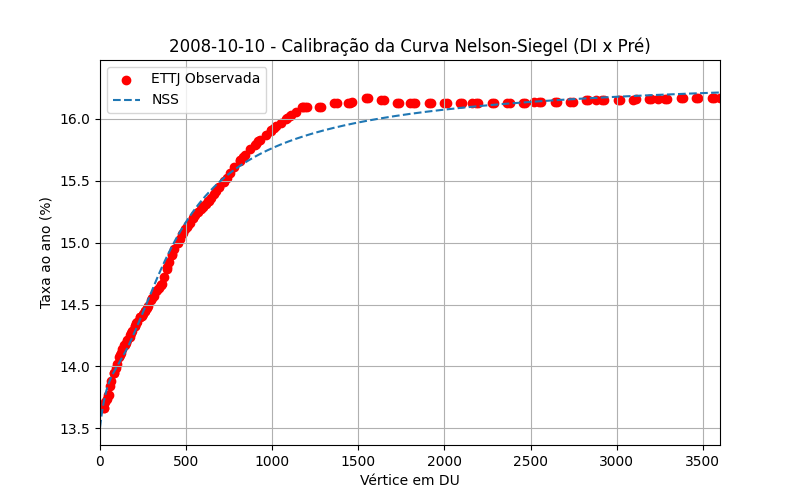 2008-10-10 - Calibração da Curva Nelson-Siegel (DI x Pré)
ETTJ Observada
NSS
Taxa ao ano (%)
16.0
15.5
15.0
14.5
14.0
13.5
0 500 1000 1500 2000 2500 3000 3500
Vértice em DU